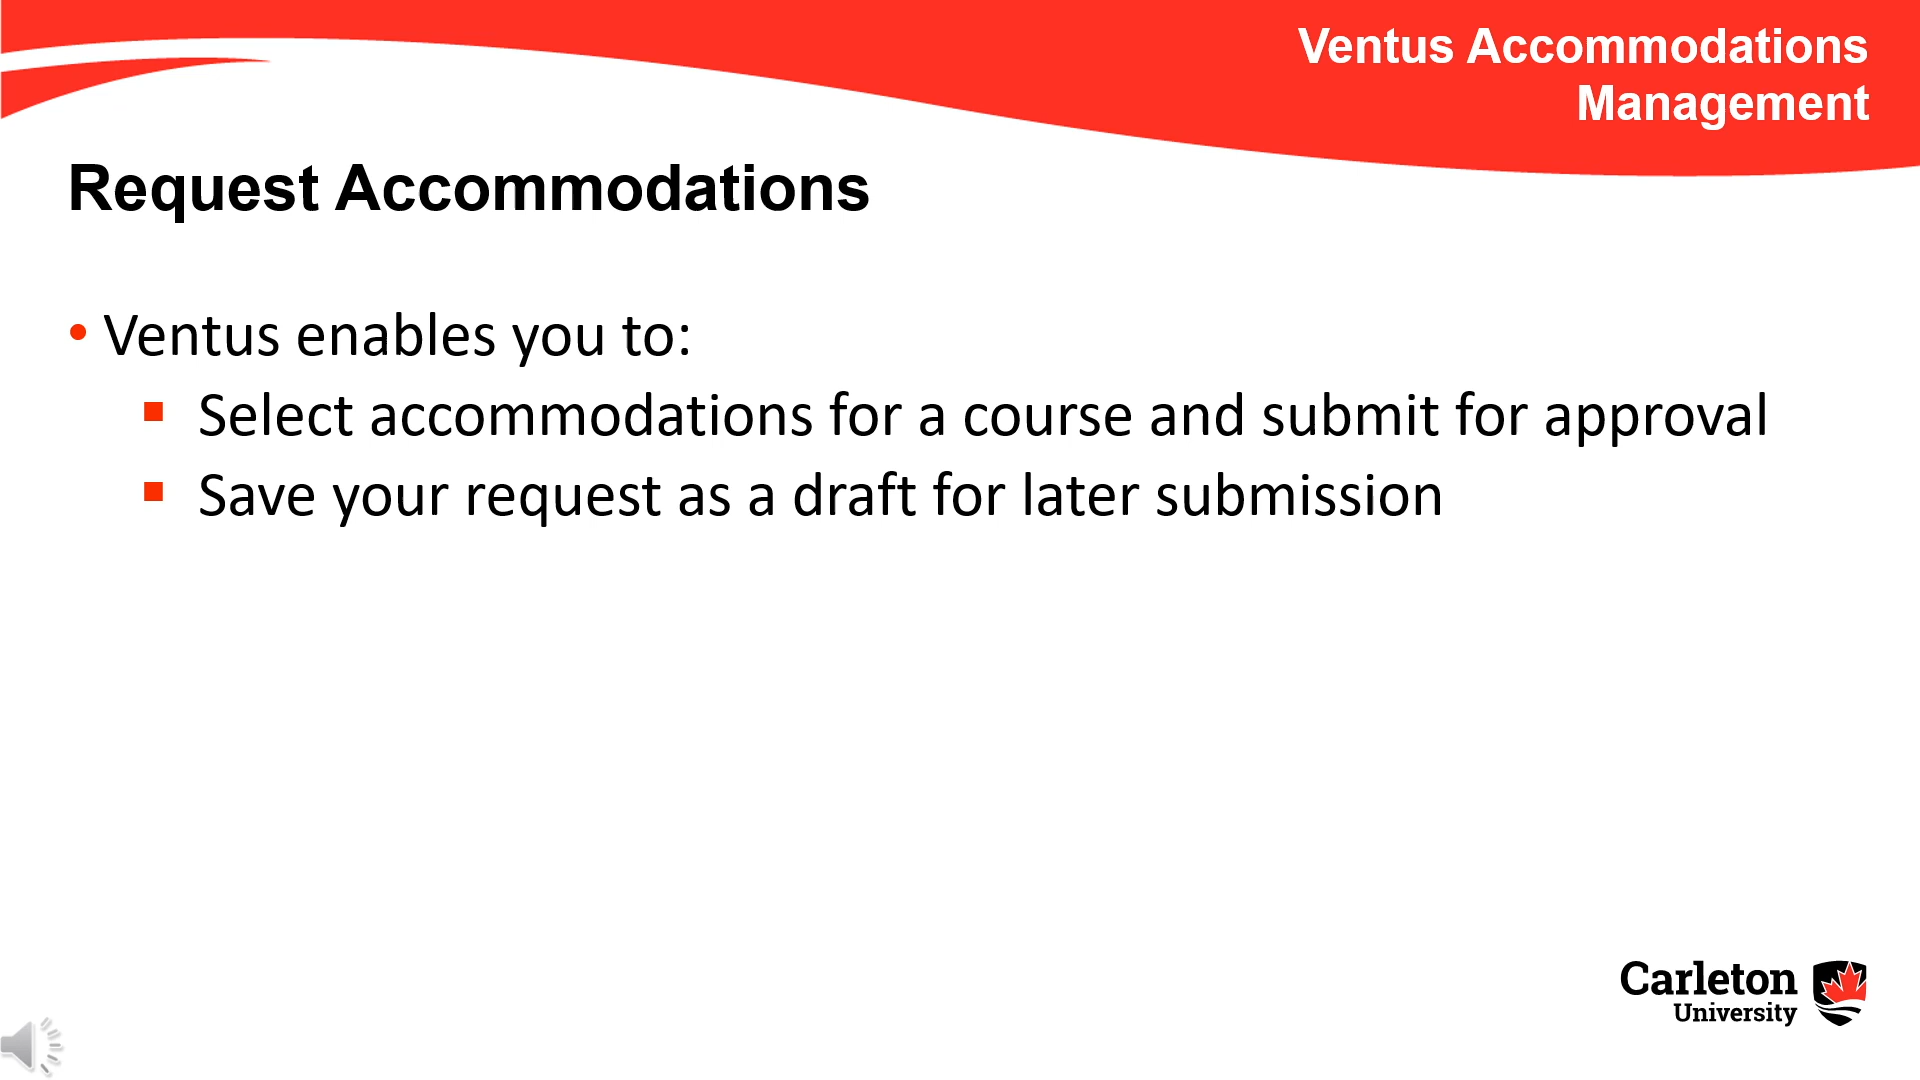 Ventus Accommodations
Management
Request Accommodations
• Ventus enables you to:
▪ Select accommodations for a course and submit for approval
▪ Save your request as a draft for later submission
Carleton
University